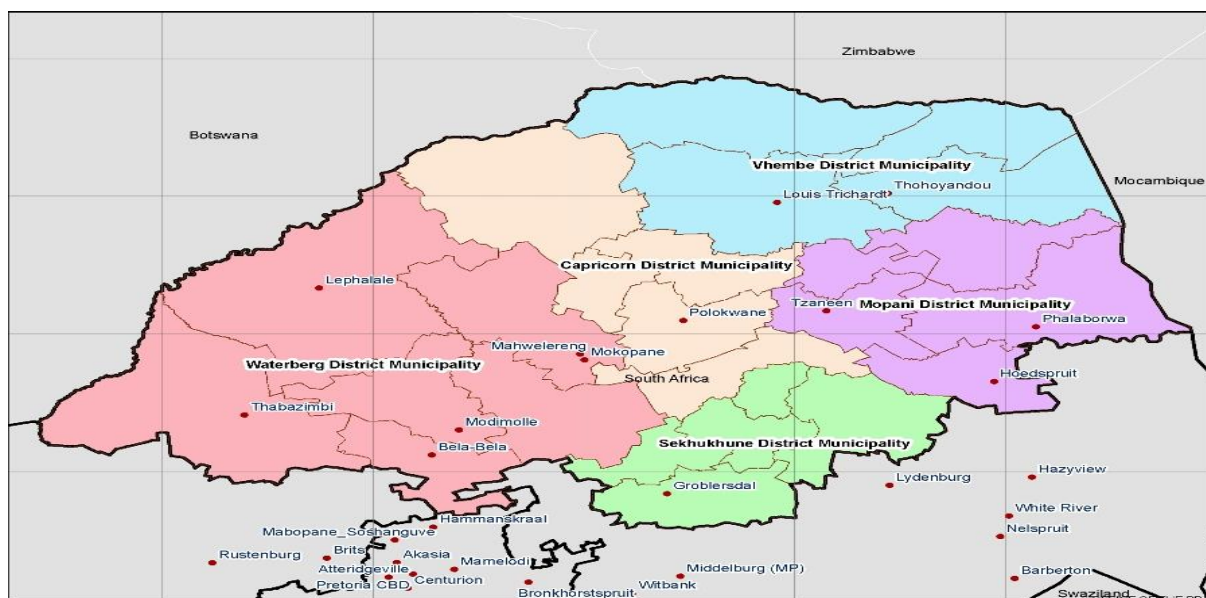 Zimbabwe
Botswana
Vhembe District Municipality
Mocambique
Thohoyandou
Louis Trichardt
Capricorn District Municipality
Lephalale
Tzaneen
Mopani District Municipality
Polokwane
Phalaborwa
Mahwelereng
Mokopane
Waterberg District Municipality
South Africa
Hoedspruit
Thabazimbi
Modimolle
Sekhukhune District Municipality
Bela-Bela
Groblersdal
Lydenburg
Hazyview
White River
Hammanskraal
Mabopane_Soshanguve
Nelspruit
Rustenburg
Brits
Akasia
Mamelodi
Atteridgeville
Centurion
Middelburg (MP)
Barberton
Pretoria CBD
Bronkhorstspruit
Witbank
Swaziland